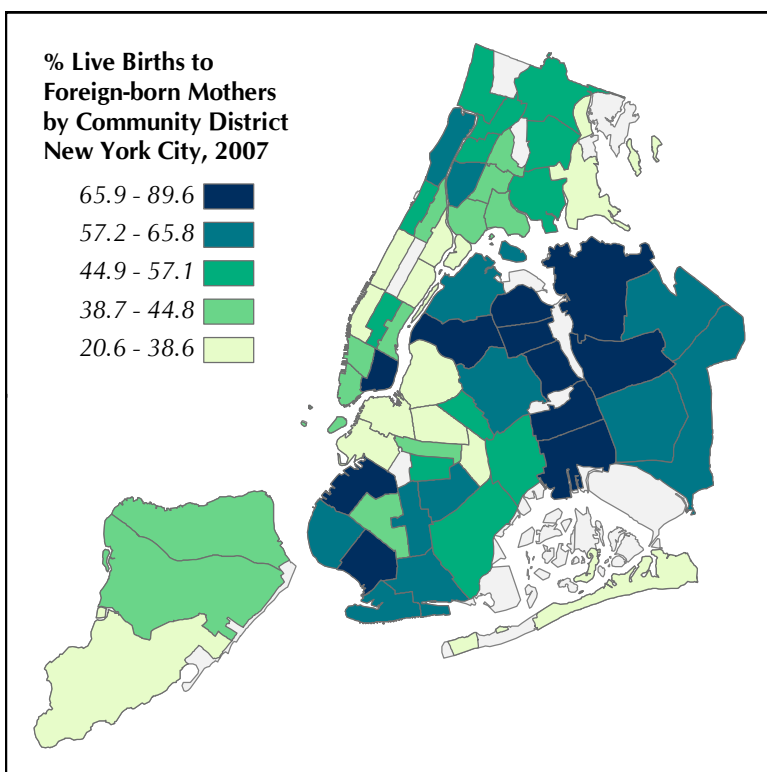 % Live Births to
Foreign-born Mothers
by Community District
New York City, 2007
65.9 - 89.6
57.2 - 65.8
44.9 - 57.1
38.7 - 44.8
20.6 - 38.6